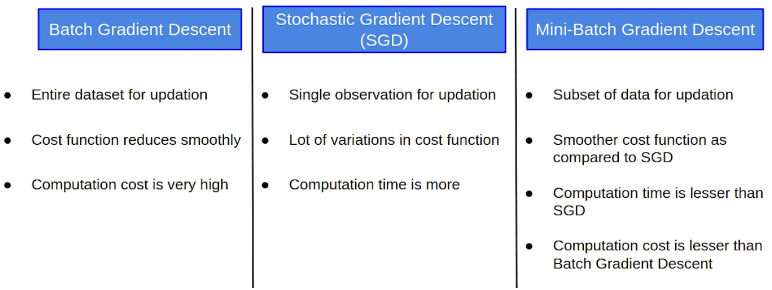 Batch Gradient Descent
● Entire dataset for updation
● Cost function reduces smoothly
● Computation cost is very high
Stochastic Gradient Descent
(SGD)
● Single observation for updation
● Lot of variations in cost function
● Computation time is more
Mini-Batch Gradient Descent
● Subset of data for updation
● Smoother cost function as
compared to SGD
● Computation time is lesser than
SGD
● Computation cost is lesser than
Batch Gradient Descent